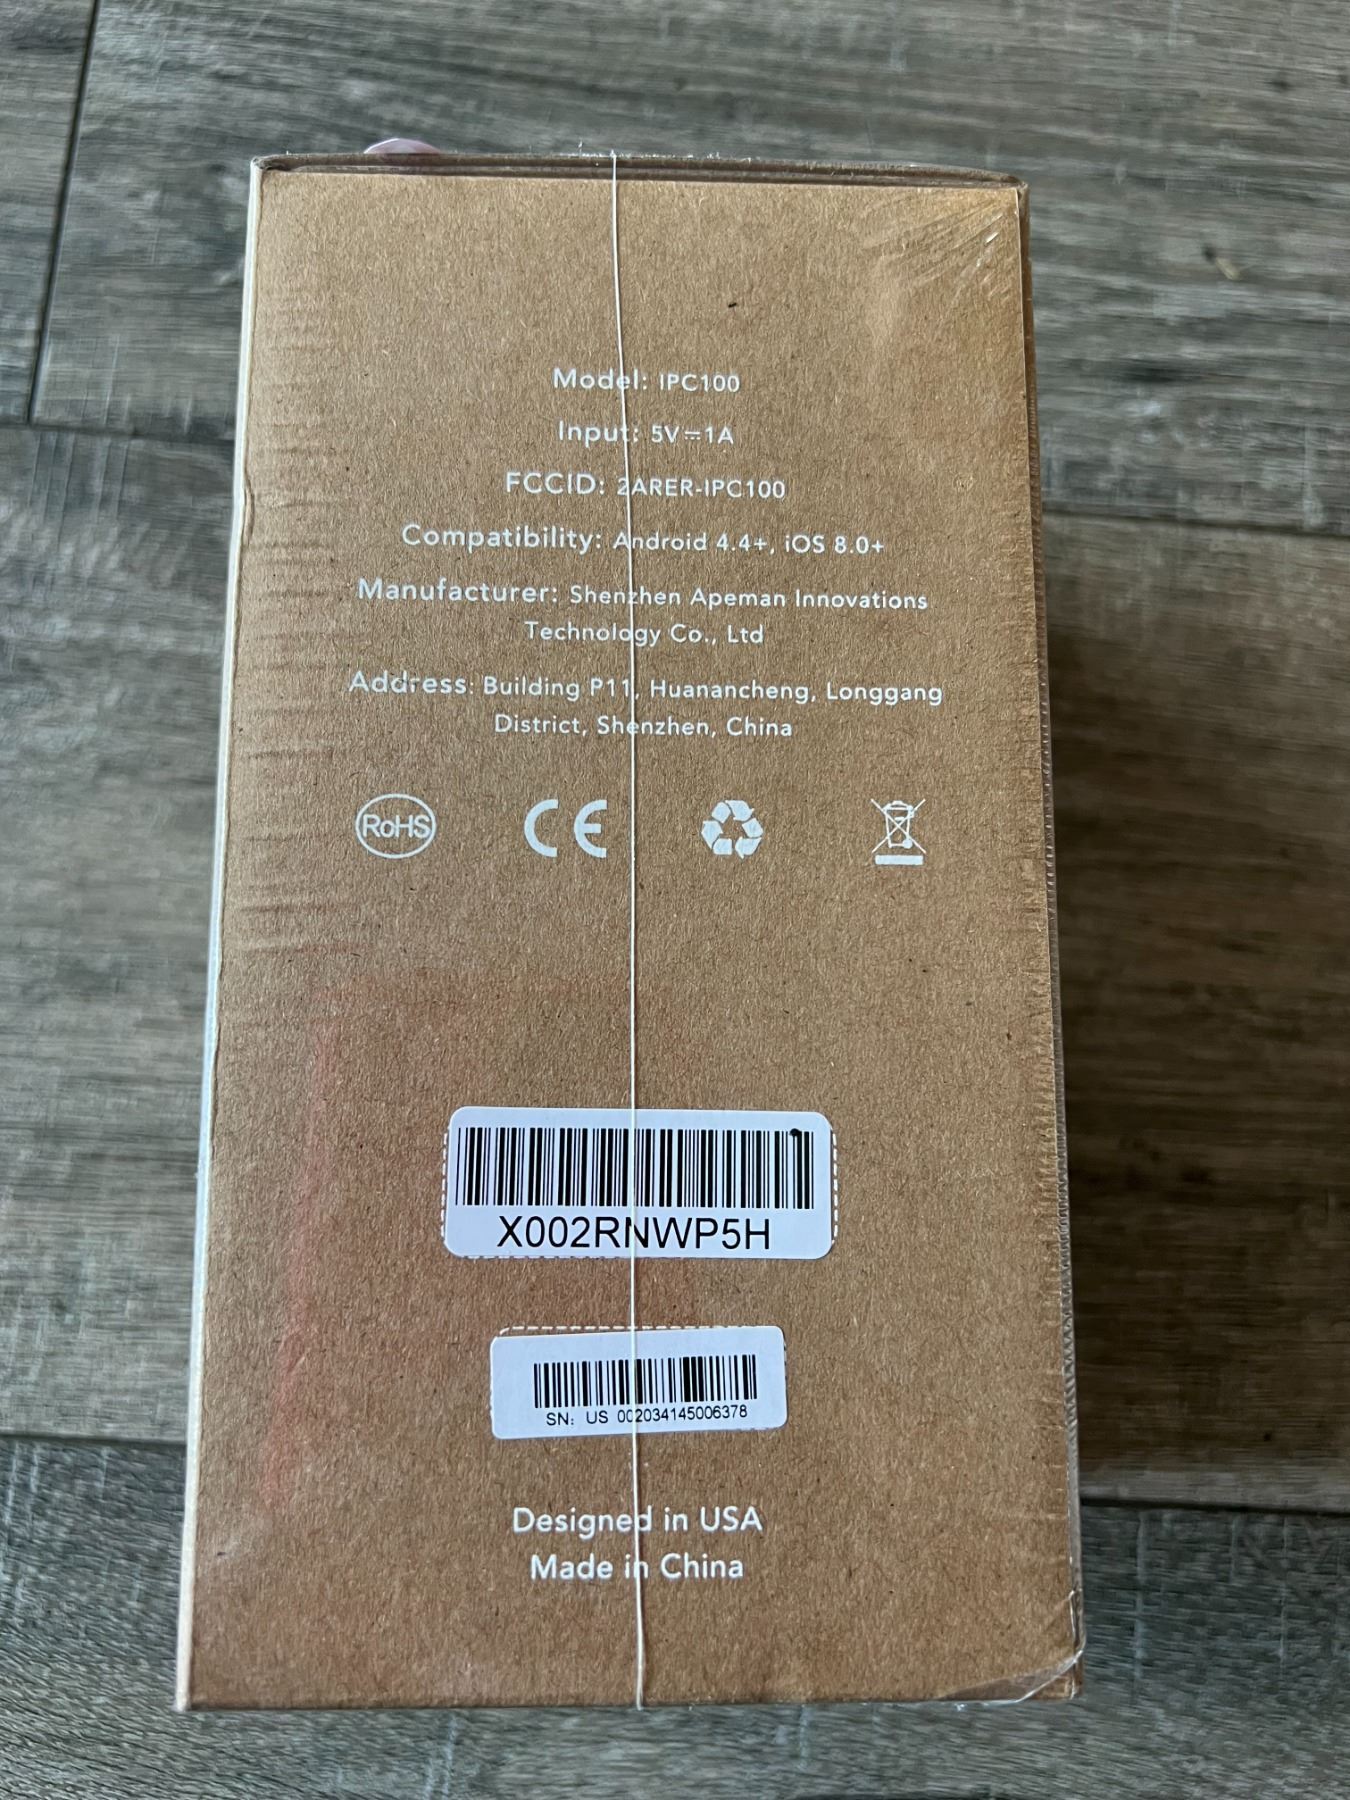 Model: IPC100
Input: 5V⎓1A
FCCID: 2ARER-IPC100
Compatibility: Android 4.4+, iOS 8.0+
Manufacturer: Shenzhen Apeman Innovations
Technology Co., Ltd
Address: Building P11, Huanancheng, Longgang
District, Shenzhen, China
RoHS CE
X002RNWP5H
SN: US 002034145006378
Designed in USA
Made in China